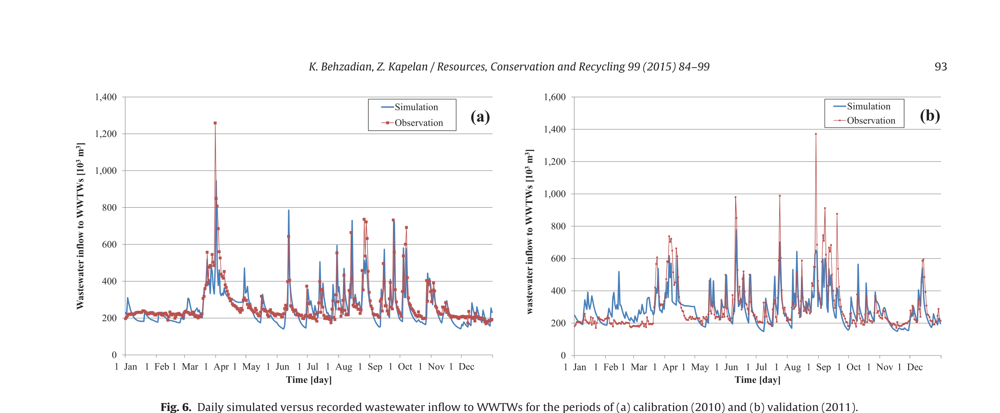 K. Behzadian, Z. Kapelan / Resources, Conservation and Recycling 99 (2015) 84–99
93
1,400
1,200
1,000
800
600
400
200
0
Wastewater inflow to WWTWs [10³ m³]
Simulation
Observation
(a)
1 Jan 1 Feb 1 Mar 1 Apr 1 May 1 Jun 1 Jul 1 Aug 1 Sep 1 Oct 1 Nov 1 Dec
Time [day]
1,600
1,400
1,200
1,000
800
600
400
200
0
wastewater inflow to WWTWs [10³ m³]
Simulation
Observation
(b)
1 Jan 1 Feb 1 Mar 1 Apr 1 May 1 Jun 1 Jul 1 Aug 1 Sep 1 Oct 1 Nov 1 Dec
Time [day]
Fig. 6. Daily simulated versus recorded wastewater inflow to WWTWs for the periods of (a) calibration (2010) and (b) validation (2011).